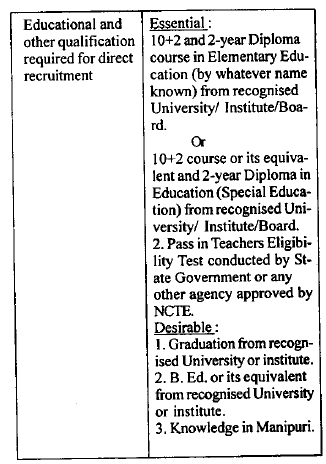 Educational and
other qualification
required for direct
recruitment
Essential :
10+2 and 2-year Diploma
course in Elementary Edu-
cation (by whatever name
known) from recognised
University/ Institute/Boa-
rd.
Or
10+2 course or its equiva-
lent and 2-year Diploma in
Education (Special Educa-
tion) from recognised Uni-
versity/ Institute/Board.
2. Pass in Teachers Eligib-
ility Test conducted by St-
ate Government or any
other agency approved by
NCTE.
Desirable :
1. Graduation from recogn-
ised University or institute.
2. B. Ed. or its equivalent
from recognised University
or institute.
3. Knowledge in Manipuri.